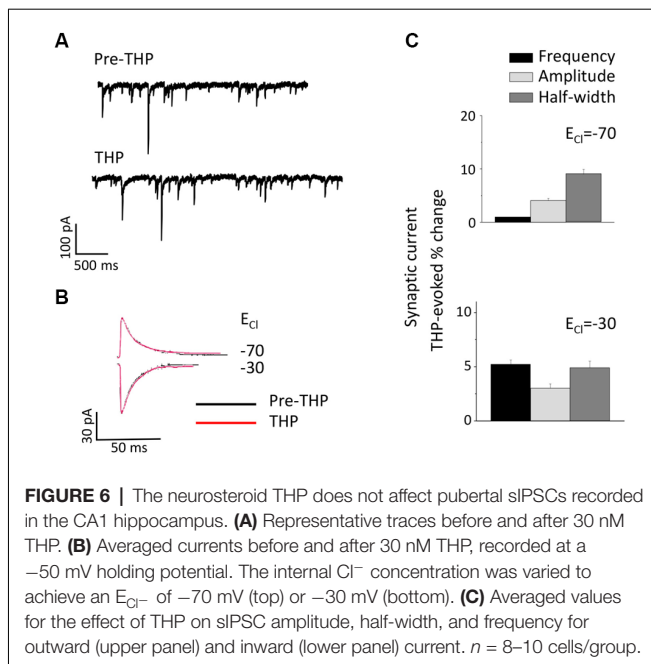 A
Pre-THP
THP
100 pA
500 ms
B
E_Cl
-70
-30
Pre-THP
THP
30 pA
50 ms
C
Frequency
Amplitude
Half-width
Synaptic current
THP-evoked % change
20
10
0
E_Cl=-70
10
5
0
E_Cl=-30
FIGURE 6 | The neurosteroid THP does not affect pubertal sIPSCs recorded
in the CA1 hippocampus. (A) Representative traces before and after 30 nM
THP. (B) Averaged currents before and after 30 nM THP, recorded at a
−50 mV holding potential. The internal Cl⁻ concentration was varied to
achieve an E_Cl⁻ of −70 mV (top) or −30 mV (bottom). (C) Averaged values
for the effect of THP on sIPSC amplitude, half-width, and frequency for
outward (upper panel) and inward (lower panel) current. n = 8–10 cells/group.